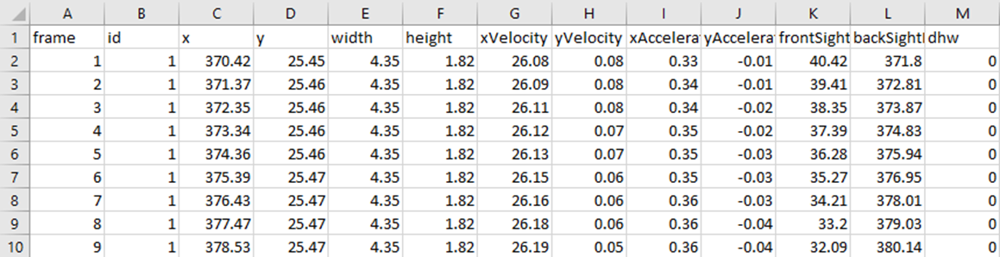 A B C D E F G H I J K L M
1 frame id x y width height xVelocity yVelocity xAccelera yAccelerat frontSight backSightI dhw
2 1 1 370.42 25.45 4.35 1.82 26.08 0.08 0.33 -0.01 40.42 371.8 0
3 2 1 371.37 25.46 4.35 1.82 26.09 0.08 0.34 -0.01 39.41 372.81 0
4 3 1 372.35 25.46 4.35 1.82 26.11 0.08 0.34 -0.02 38.35 373.87 0
5 4 1 373.34 25.46 4.35 1.82 26.12 0.07 0.35 -0.02 37.39 374.83 0
6 5 1 374.36 25.46 4.35 1.82 26.13 0.07 0.35 -0.03 36.28 375.94 0
7 6 1 375.39 25.47 4.35 1.82 26.15 0.06 0.35 -0.03 35.27 376.95 0
8 7 1 376.43 25.47 4.35 1.82 26.16 0.06 0.36 -0.03 34.21 378.01 0
9 8 1 377.47 25.47 4.35 1.82 26.18 0.06 0.36 -0.04 33.2 379.03 0
10 9 1 378.53 25.47 4.35 1.82 26.19 0.05 0.36 -0.04 32.09 380.14 0